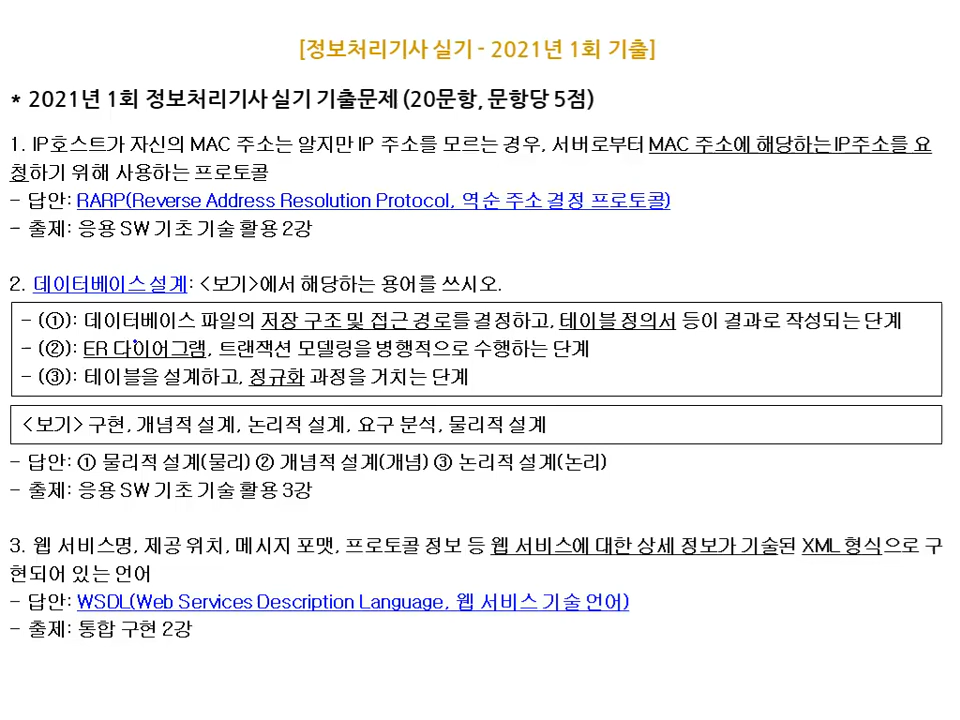 [정보처리기사 실기 - 2021년 1회 기출]
* 2021년 1회 정보처리기사 실기 기출문제 (20문항, 문항당 5점)
1. IP호스트가 자신의 MAC 주소는 알지만 IP 주소를 모르는 경우, 서버로부터 MAC 주소에 해당하는 IP주소를 요
청하기 위해 사용하는 프로토콜
- 답안: RARP(Reverse Address Resolution Protocol, 역순 주소 결정 프로토콜)
- 출제: 응용 SW 기초 기술 활용 2강
2. 데이터베이스 설계: <보기>에서 해당하는 용어를 쓰시오.
- (①): 데이터베이스 파일의 저장 구조 및 접근 경로를 결정하고, 테이블 정의서 등이 결과로 작성되는 단계
- (②): ER 다이어그램, 트랜잭션 모델링을 병행적으로 수행하는 단계
- (③): 테이블을 설계하고, 정규화 과정을 거치는 단계
<보기> 구현, 개념적 설계, 논리적 설계, 요구 분석, 물리적 설계
- 답안: ① 물리적 설계(물리) ② 개념적 설계(개념) ③ 논리적 설계(논리)
- 출제: 응용 SW 기초 기술 활용 3강
3. 웹 서비스명, 제공 위치, 메시지 포맷, 프로토콜 정보 등 웹 서비스에 대한 상세 정보가 기술된 XML 형식으로 구
현되어 있는 언어
- 답안: WSDL(Web Services Description Language, 웹 서비스 기술 언어)
- 출제: 통합 구현 2강